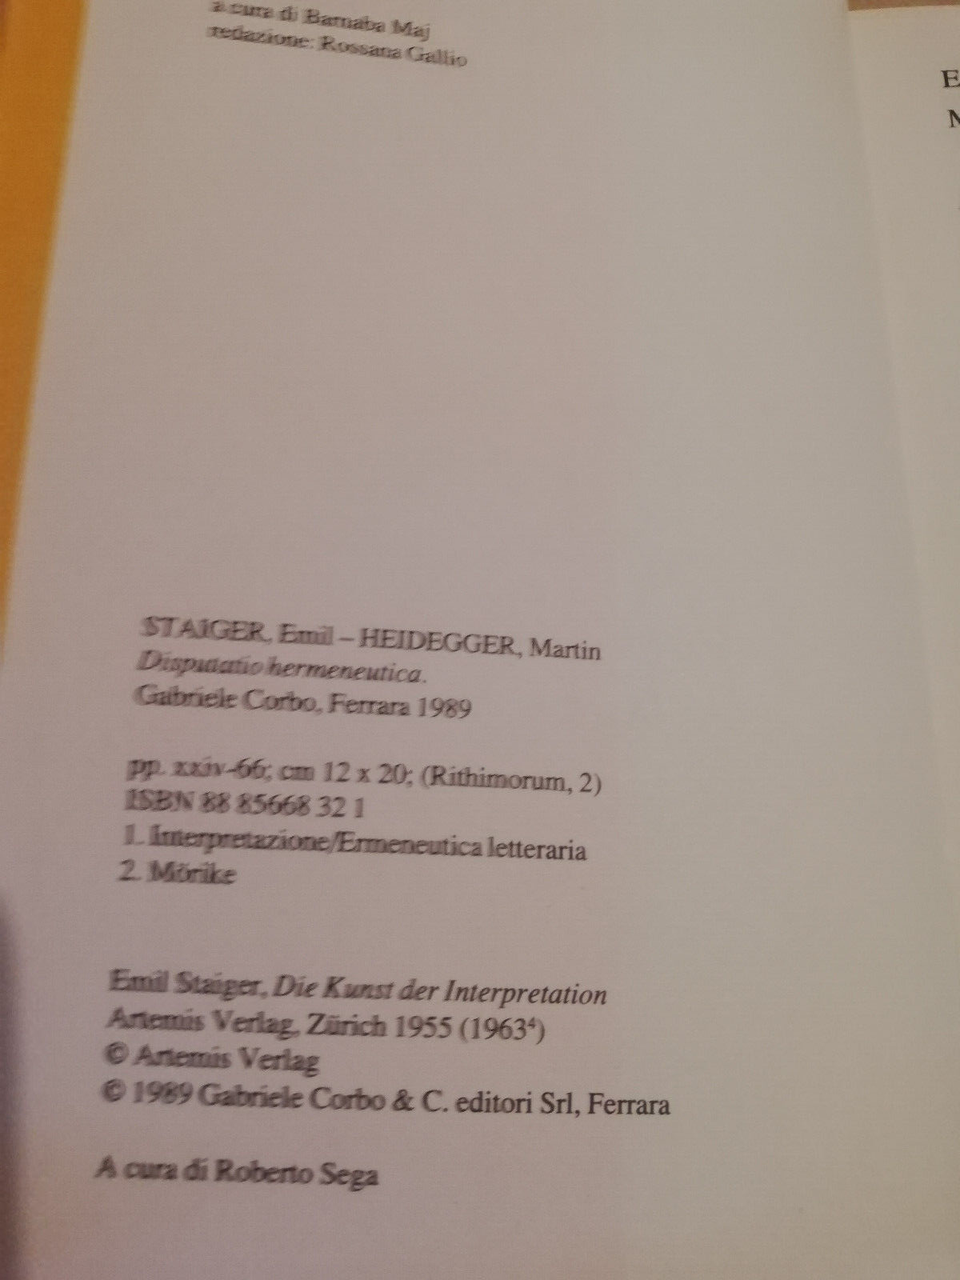 a cura di Barnaba Maj
redazione: Rossana Gallio
STAIGER, Emil – HEIDEGGER, Martin
Disputatio hermeneutica.
Gabriele Corbo, Ferrara 1989
pp. xxiv-66; cm 12 x 20; (Rithimorum, 2)
ISBN 88 85668 32 1
1. Interpretazione/Ermeneutica letteraria
2. Mörike
Emil Staiger, Die Kunst der Interpretation
Artemis Verlag, Zürich 1955 (1963⁴)
© Artemis Verlag
© 1989 Gabriele Corbo & C. editori Srl, Ferrara
A cura di Roberto Sega